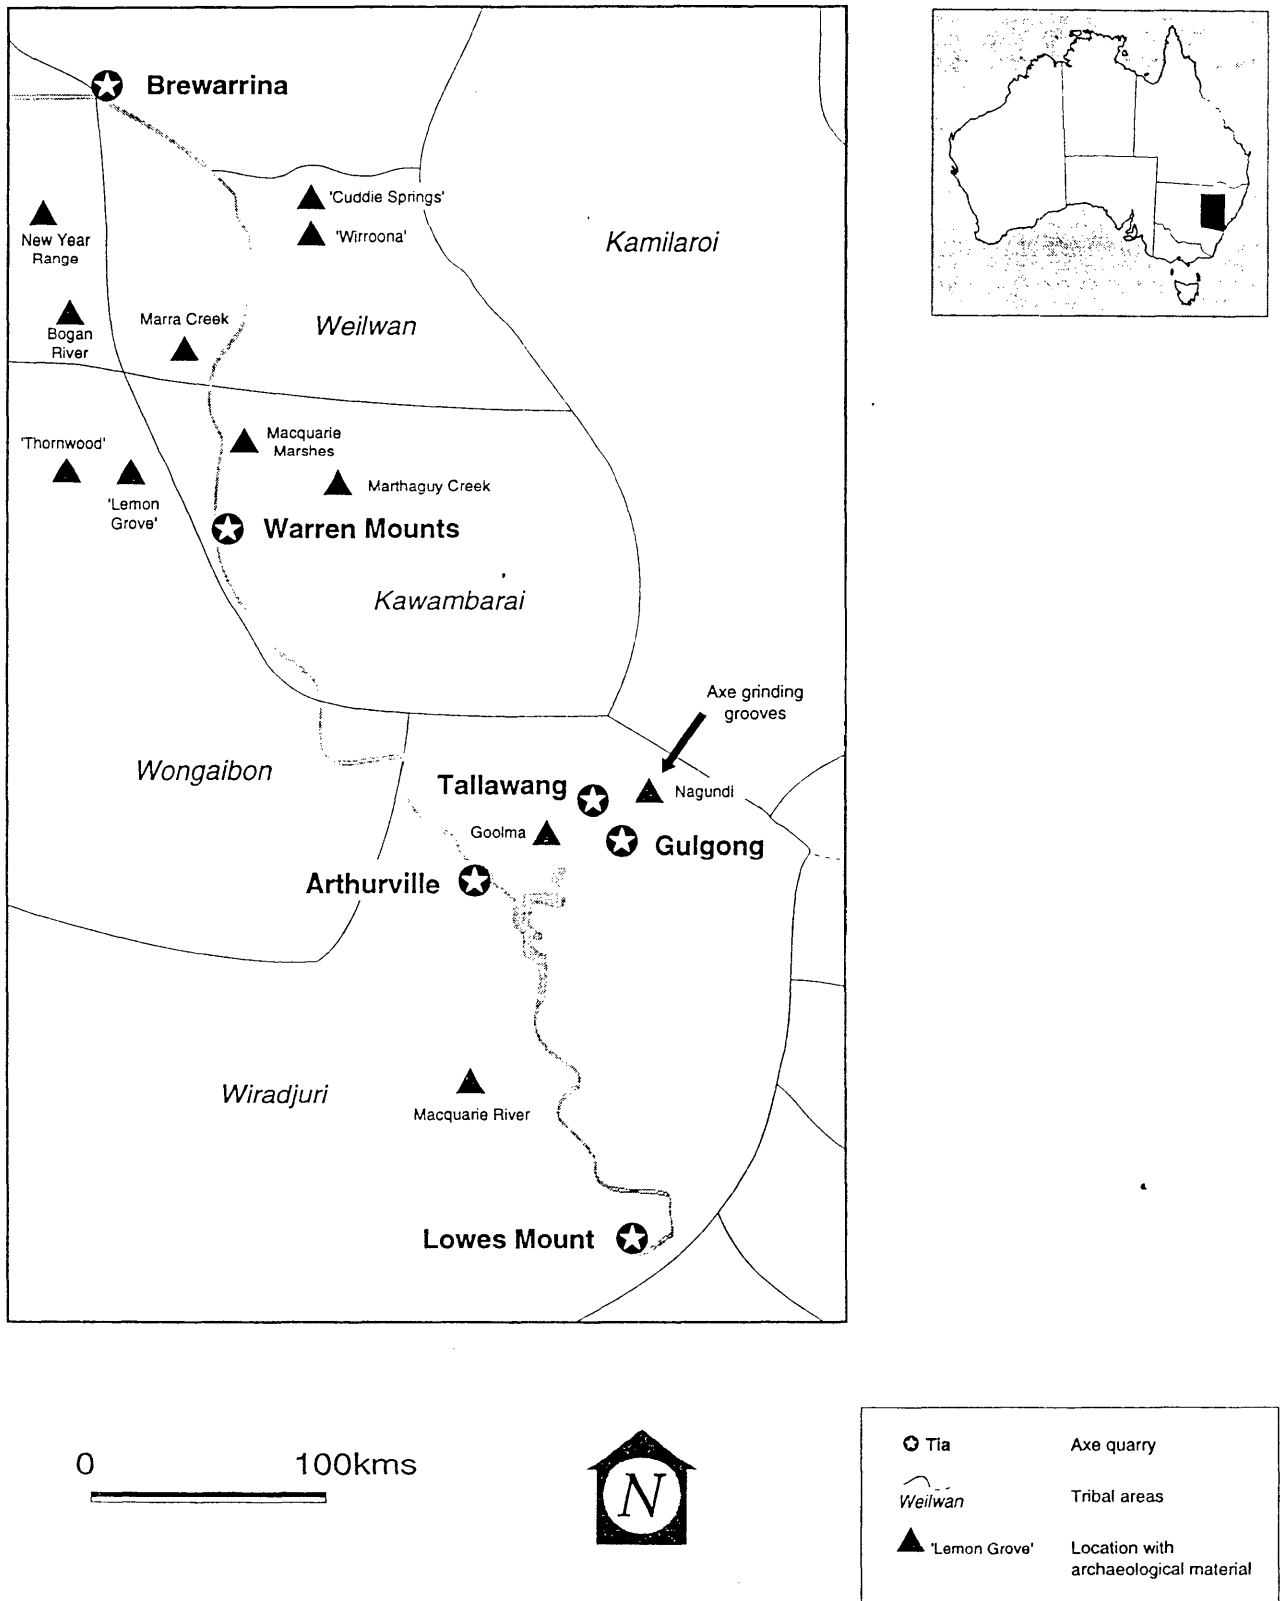 Brewarrina
'Cuddie Springs'
'Wirroona'
New Year
Range
Kamilaroi
Bogan
River
Marra Creek
Weilwan
'Thornwood'
'Lemon
Grove'
Macquarie
Marshes
Marthaguy Creek
Warren Mounts
Kawambarai
Axe grinding
grooves
Wongaibon
Tallawang
Nagundi
Goolma
Gulgong
Arthurville
Wiradjuri
Macquarie River
Lowes Mount
0 100kms
N
Tia Axe quarry
Weilwan Tribal areas
'Lemon Grove' Location with
archaeological material